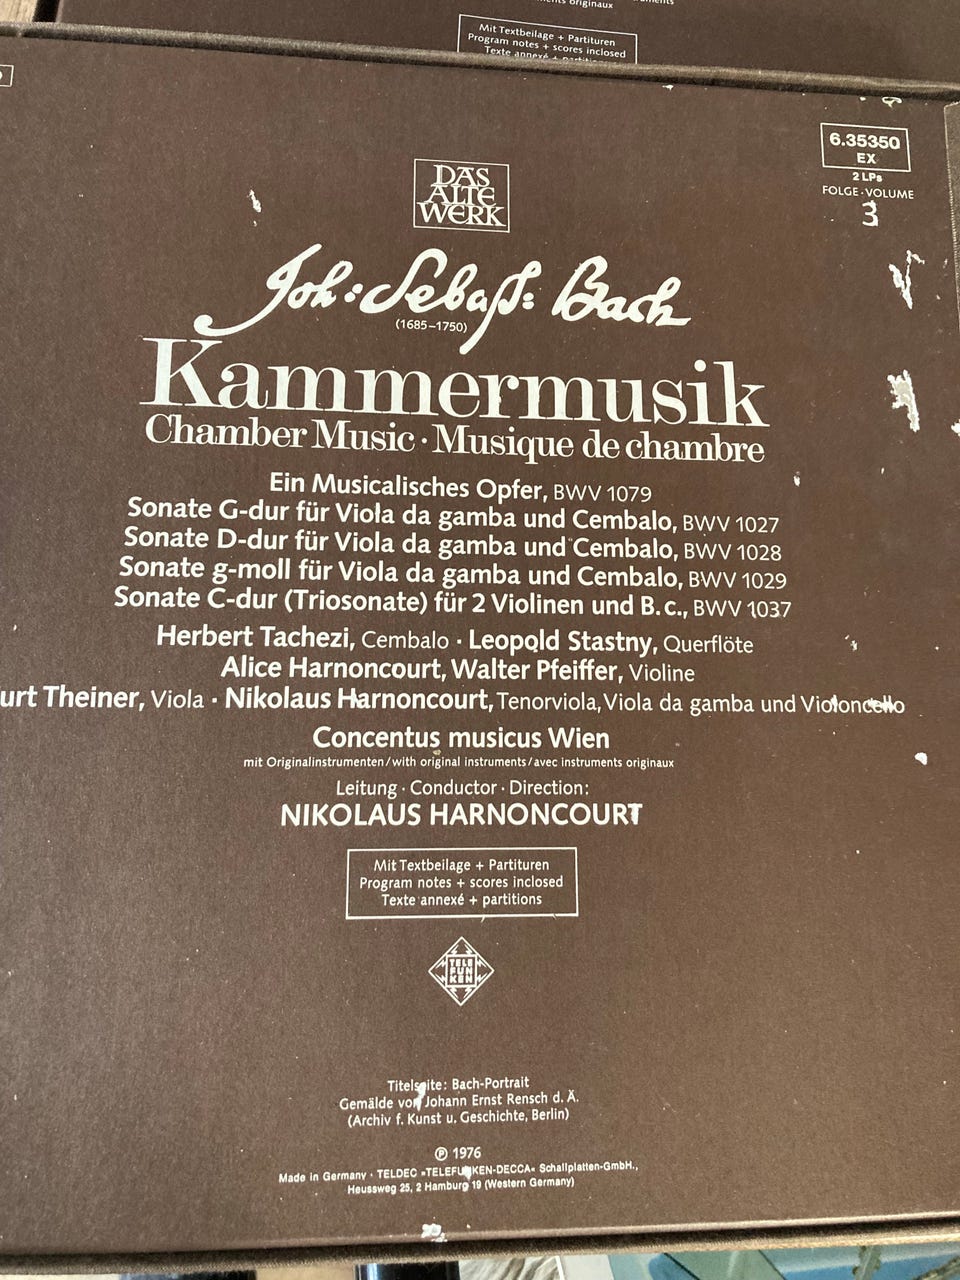 ents originaux
Mit Textbeilage + Partituren
Program notes + scores inclosed
Texte annexé + partitions
6.35350
EX
2 LPs
FOLGE · VOLUME
3
DAS
ALTE
WERK
Joh: Sebaß: Bach
(1685–1750)
Kammermusik
Chamber Music · Musique de chambre
Ein Musicalisches Opfer, BWV 1079
Sonate G-dur für Viola da gamba und Cembalo, BWV 1027
Sonate D-dur für Viola da gamba und Cembalo, BWV 1028
Sonate g-moll für Viola da gamba und Cembalo, BWV 1029
Sonate C-dur (Triosonate) für 2 Violinen und B.c., BWV 1037
Herbert Tachezi, Cembalo · Leopold Stastny, Querflöte
Alice Harnoncourt, Walter Pfeiffer, Violine
urt Theiner, Viola · Nikolaus Harnoncourt, Tenorviola, Viola da gamba und Violoncello
Concentus musicus Wien
mit Originalinstrumenten/with original instruments/avec instruments originaux
Leitung · Conductor · Direction:
NIKOLAUS HARNONCOURT
Mit Textbeilage + Partituren
Program notes + scores inclosed
Texte annexé + partitions
TELE
FUN
KEN
Titelseite: Bach-Portrait
Gemälde von Johann Ernst Rensch d. Ä.
(Archiv f. Kunst u. Geschichte, Berlin)
℗ 1976
Made in Germany · TELDEC »TELEFUNKEN-DECCA« Schallplatten-GmbH.,
Heussweg 25, 2 Hamburg 19 (Western Germany)